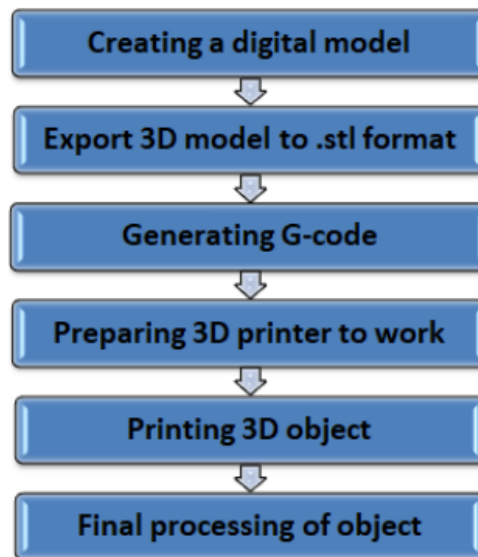 Creating a digital model
Export 3D model to .stl format
Generating G-code
Preparing 3D printer to work
Printing 3D object
Final processing of object